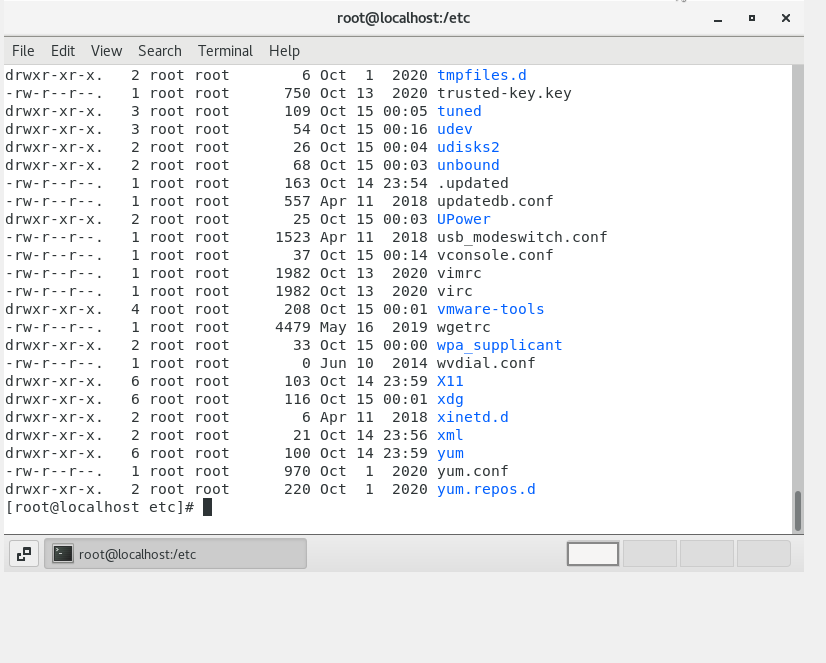 root@localhost:/etc
File Edit View Search Terminal Help
drwxr-xr-x.   2 root root        6 Oct  1  2020 tmpfiles.d
-rw-r--r--.   1 root root      750 Oct 13  2020 trusted-key.key
drwxr-xr-x.   3 root root      109 Oct 15 00:05 tuned
drwxr-xr-x.   3 root root       54 Oct 15 00:16 udev
drwxr-xr-x.   2 root root       26 Oct 15 00:04 udisks2
drwxr-xr-x.   2 root root       68 Oct 15 00:03 unbound
-rw-r--r--.   1 root root      163 Oct 14 23:54 .updated
-rw-r--r--.   1 root root      557 Apr 11  2018 updatedb.conf
drwxr-xr-x.   2 root root       25 Oct 15 00:03 UPower
-rw-r--r--.   1 root root     1523 Apr 11  2018 usb_modeswitch.conf
-rw-r--r--.   1 root root       37 Oct 15 00:14 vconsole.conf
-rw-r--r--.   1 root root     1982 Oct 13  2020 vimrc
-rw-r--r--.   1 root root     1982 Oct 13  2020 virc
drwxr-xr-x.   4 root root      208 Oct 15 00:01 vmware-tools
-rw-r--r--.   1 root root     4479 May 16  2019 wgetrc
drwxr-xr-x.   2 root root       33 Oct 15 00:00 wpa_supplicant
-rw-r--r--.   1 root root        0 Jun 10  2014 wvdial.conf
drwxr-xr-x.   6 root root      103 Oct 14 23:59 X11
drwxr-xr-x.   6 root root      116 Oct 15 00:01 xdg
drwxr-xr-x.   2 root root        6 Apr 11  2018 xinetd.d
drwxr-xr-x.   2 root root       21 Oct 14 23:56 xml
drwxr-xr-x.   6 root root      100 Oct 14 23:59 yum
-rw-r--r--.   1 root root      970 Oct  1  2020 yum.conf
drwxr-xr-x.   2 root root      220 Oct  1  2020 yum.repos.d
[root@localhost etc]#
root@localhost:/etc